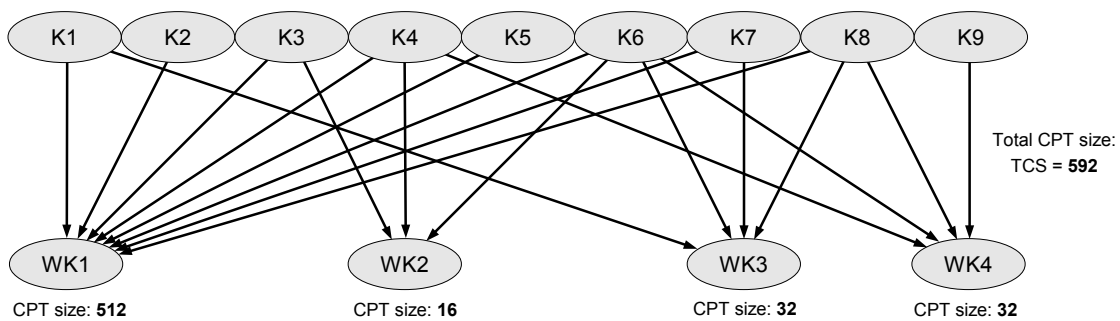 K1 K2 K3 K4 K5 K6 K7 K8 K9
Total CPT size:
TCS = 592
WK1 WK2 WK3 WK4
CPT size: 512 CPT size: 16 CPT size: 32 CPT size: 32